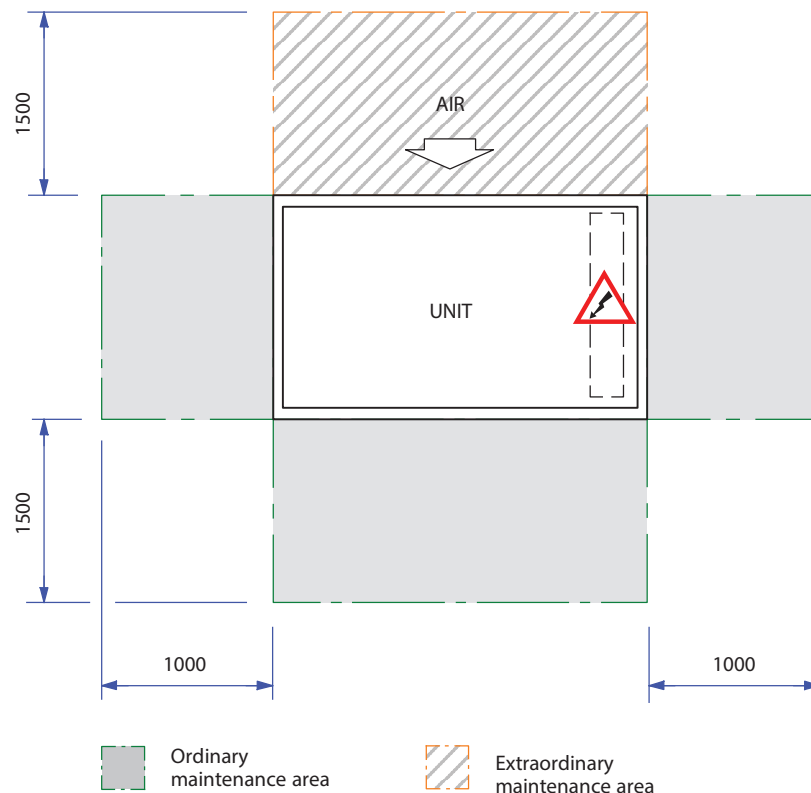 1500
AIR
UNIT
1500
1000
1000
Ordinary
maintenance area
Extraordinary
maintenance area